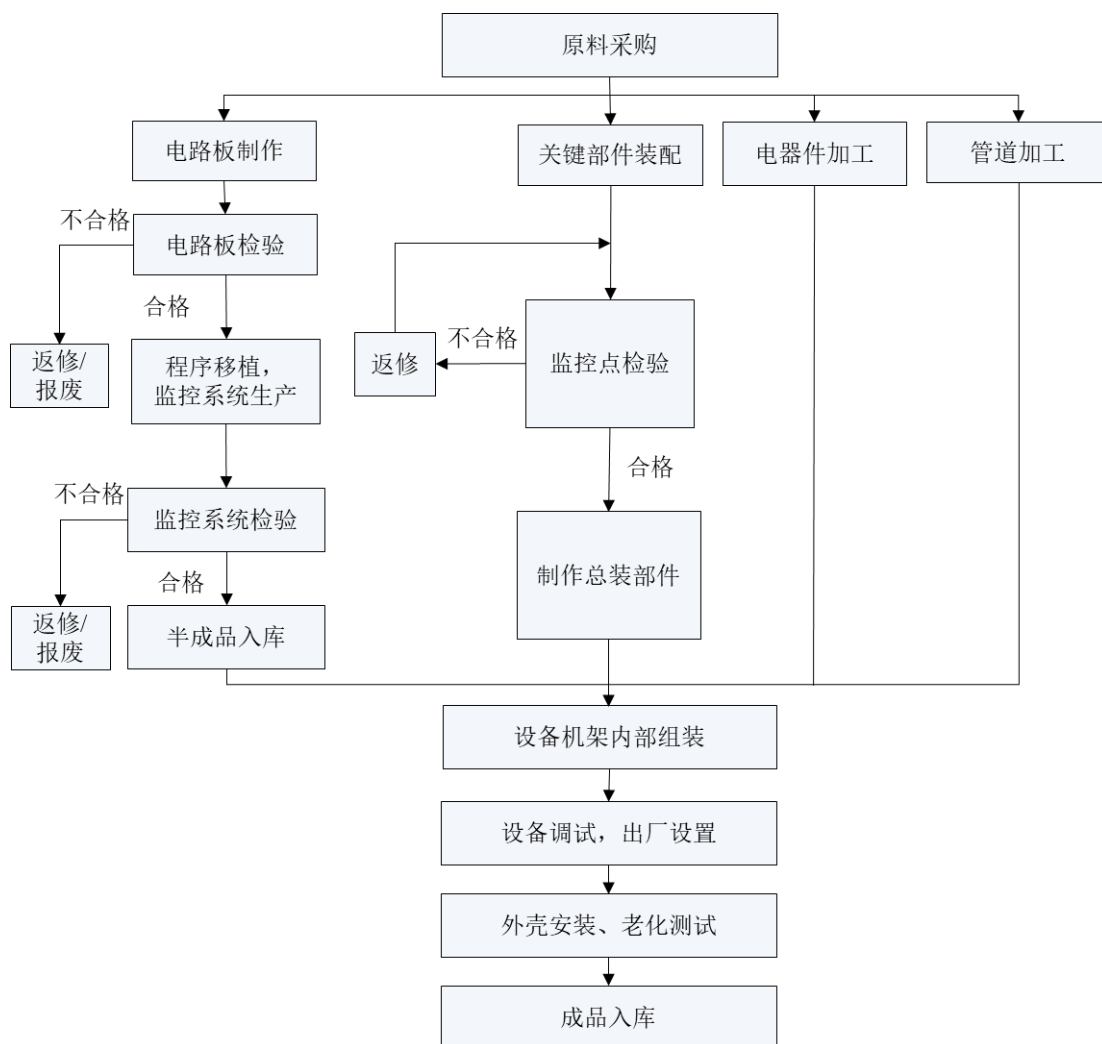 原料采购
电路板制作
关键部件装配
电器件加工
管道加工
不合格
电路板检验
合格
返修/
报废
程序移植，
监控系统生产
返修
不合格
监控点检验
合格
不合格
监控系统检验
合格
制作总装部件
返修/
报废
半成品入库
设备机架内部组装
设备调试，出厂设置
外壳安装、老化测试
成品入库